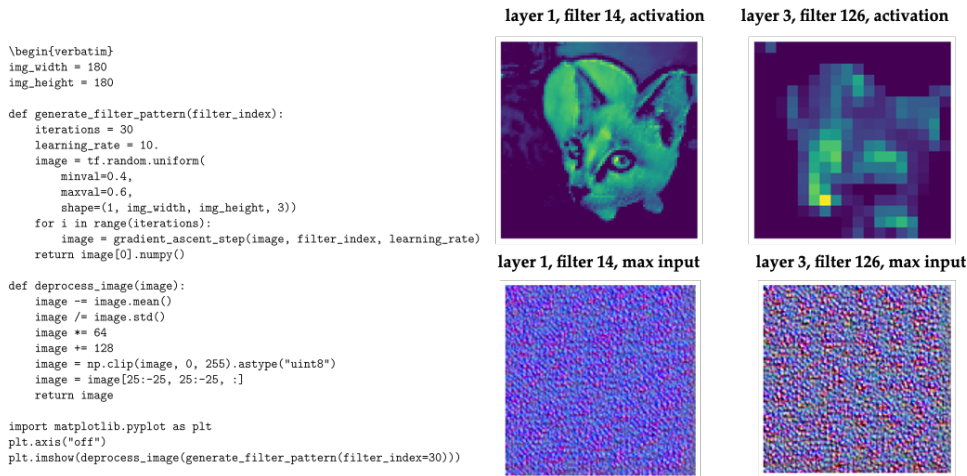 \begin{verbatim}
img_width = 180
img_height = 180
def generate_filter_pattern(filter_index):
    iterations = 30
    learning_rate = 10.
    image = tf.random.uniform(
        minval=0.4,
        maxval=0.6,
        shape=(1, img_width, img_height, 3))
    for i in range(iterations):
        image = gradient_ascent_step(image, filter_index, learning_rate)
    return image[0].numpy()
def deprocess_image(image):
    image -= image.mean()
    image /= image.std()
    image *= 64
    image += 128
    image = np.clip(image, 0, 255).astype("uint8")
    image = image[25:-25, 25:-25, :]
    return image
import matplotlib.pyplot as plt
plt.axis("off")
plt.imshow(deprocess_image(generate_filter_pattern(filter_index=30)))
layer 1, filter 14, activation
layer 3, filter 126, activation
layer 1, filter 14, max input
layer 3, filter 126, max input